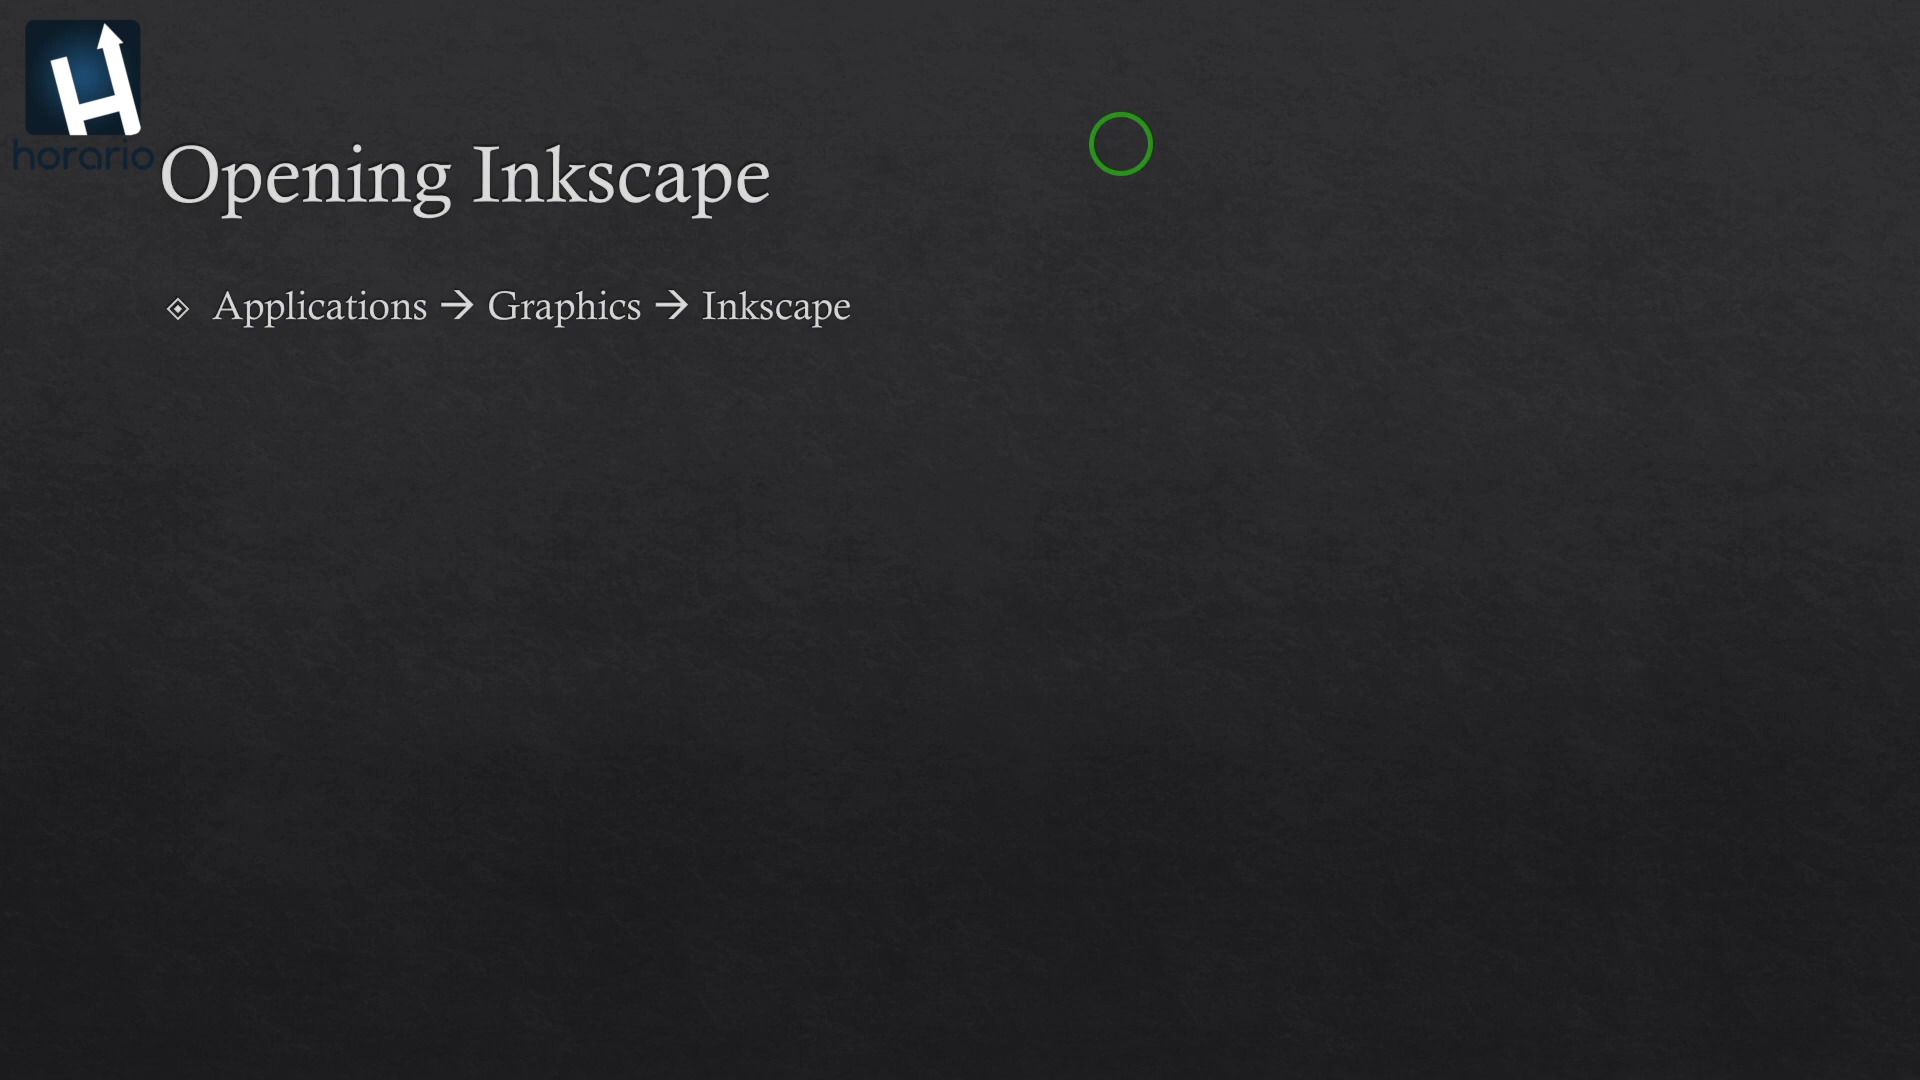 horario
Opening Inkscape
Applications → Graphics → Inkscape